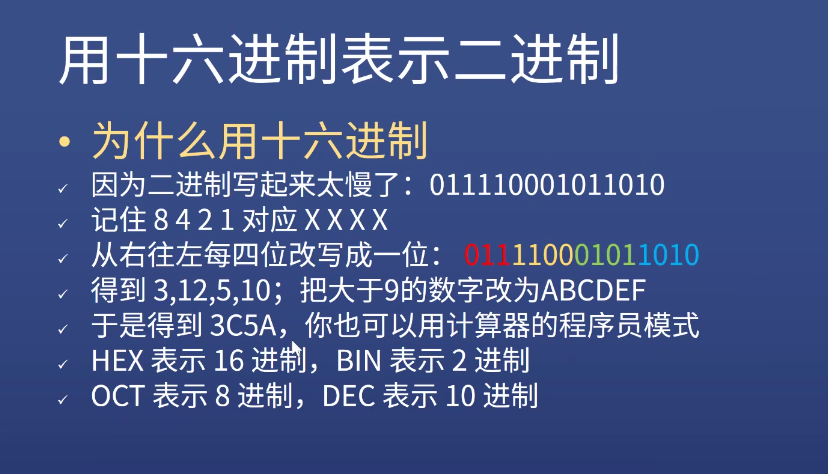 用十六进制表示二进制
• 为什么用十六进制
✓ 因为二进制写起来太慢了：011110001011010
✓ 记住 8 4 2 1 对应 X X X X
✓ 从右往左每四位改写成一位： 011110001011010
✓ 得到 3,12,5,10；把大于9的数字改为ABCDEF
✓ 于是得到 3C5A，你也可以用计算器的程序员模式
✓ HEX 表示 16 进制，BIN 表示 2 进制
✓ OCT 表示 8 进制，DEC 表示 10 进制